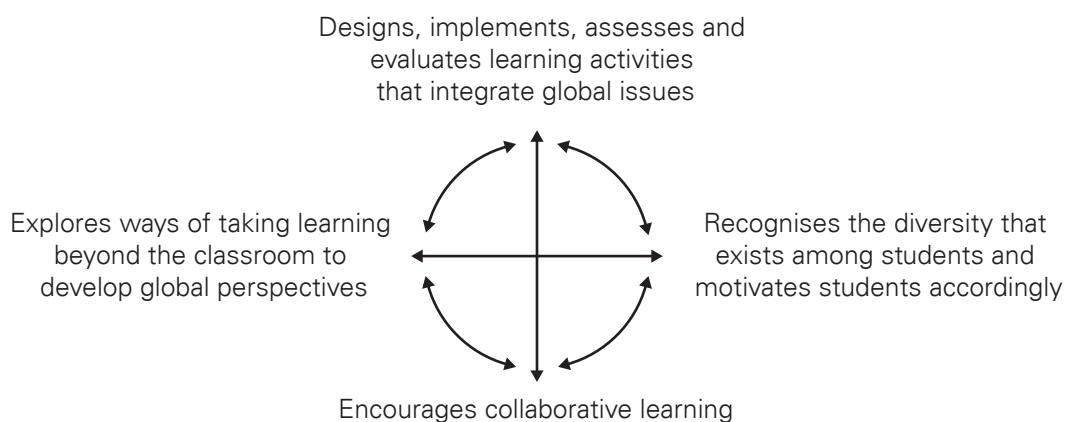 Designs, implements, assesses and
evaluates learning activities
that integrate global issues
Explores ways of taking learning
beyond the classroom to
develop global perspectives
Recognises the diversity that
exists among students and
motivates students accordingly
Encourages collaborative learning